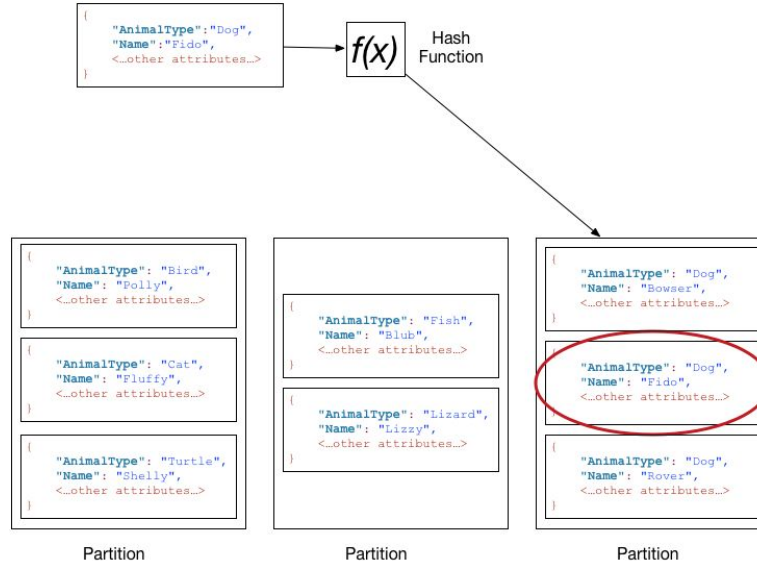 {
"AnimalType":"Dog",
"Name":"Fido",
<…other attributes…>
}
f(x)
Hash
Function
{
"AnimalType": "Bird",
"Name": "Polly",
<…other attributes…>
}
{
"AnimalType": "Cat",
"Name": "Fluffy",
<…other attributes…>
}
{
"AnimalType": "Turtle",
"Name": "Shelly",
<…other attributes…>
}
Partition
{
"AnimalType": "Fish",
"Name": "Blub",
<…other attributes…>
}
{
"AnimalType": "Lizard",
"Name": "Lizzy",
<…other attributes…>
}
Partition
{
"AnimalType": "Dog",
"Name": "Bowser",
<…other attributes…>
}
{
"AnimalType": "Dog",
"Name": "Fido",
<…other attributes…>
}
{
"AnimalType": "Dog",
"Name": "Rover",
<…other attributes…>
}
Partition